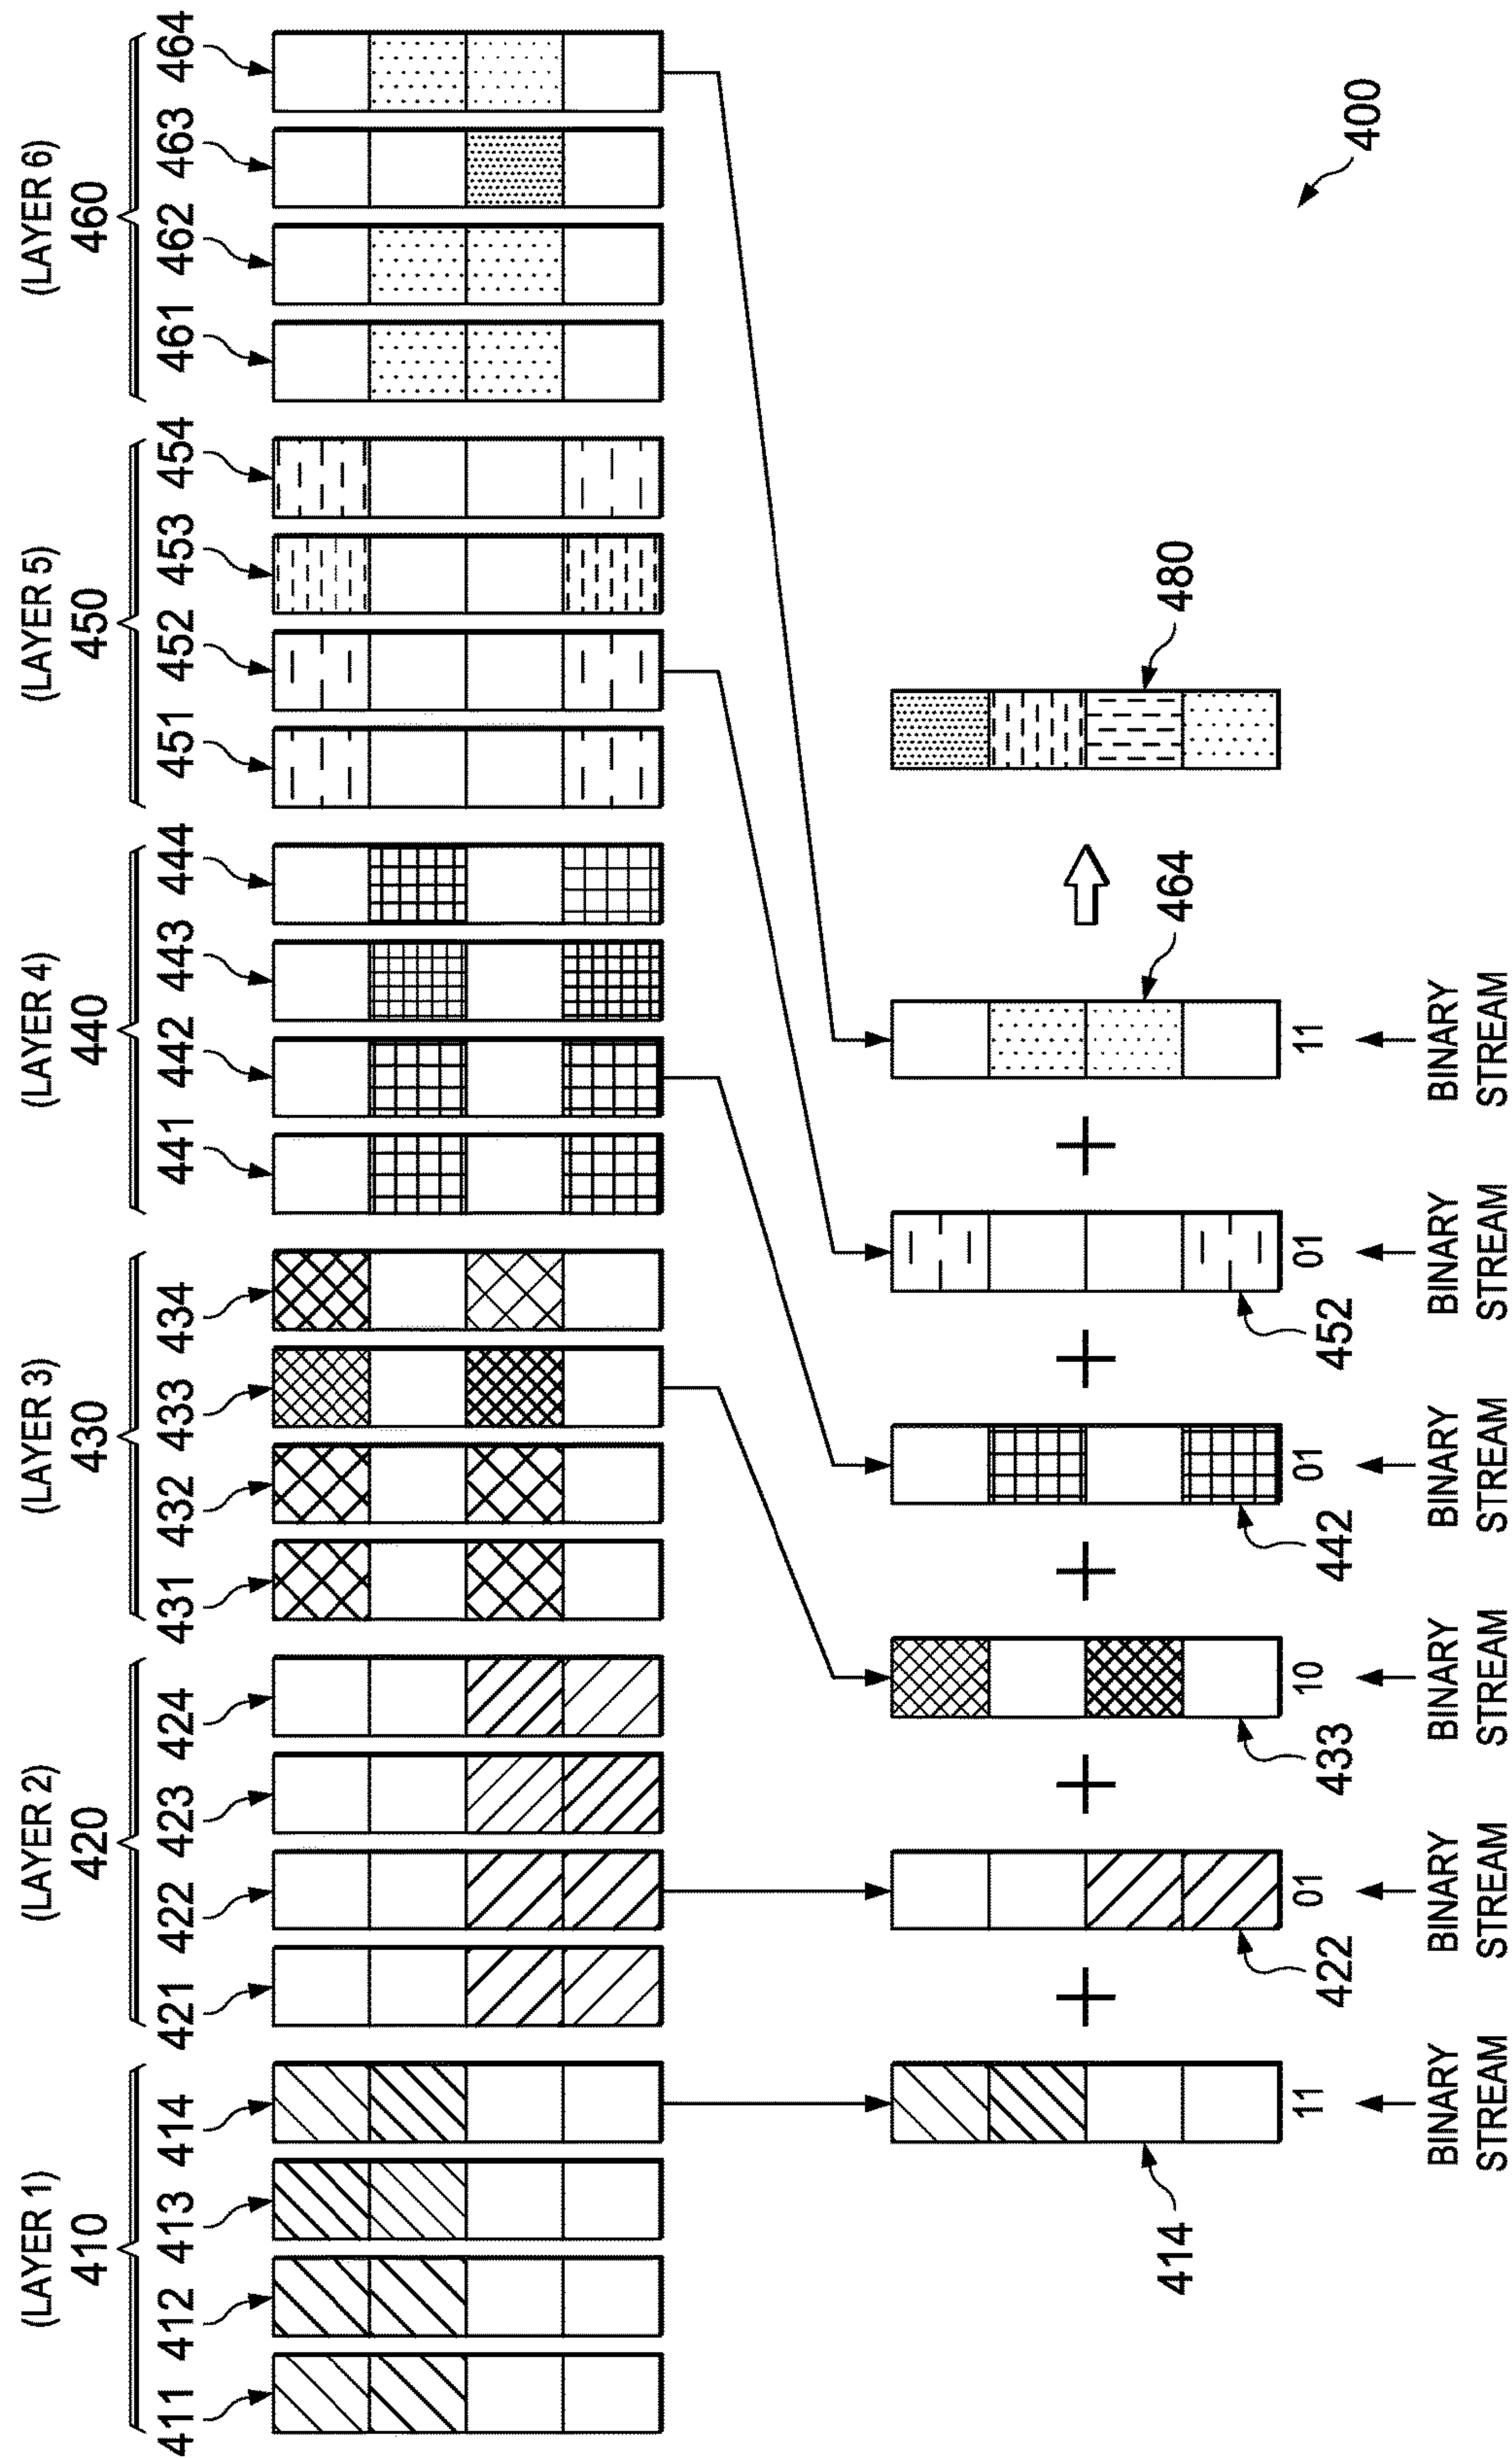 (LAYER 1) (LAYER 2) (LAYER 3) (LAYER 4) (LAYER 5) (LAYER 6)
410 420 430 440 450 460
411 412 413 414 421 422 423 424 431 432 433 434 441 442 443 444 451 452 453 454 461 462 463 464
414 422 433 442 452 464 480
11 01 10 01 01 11
BINARY BINARY BINARY BINARY BINARY BINARY
STREAM STREAM STREAM STREAM STREAM STREAM
400